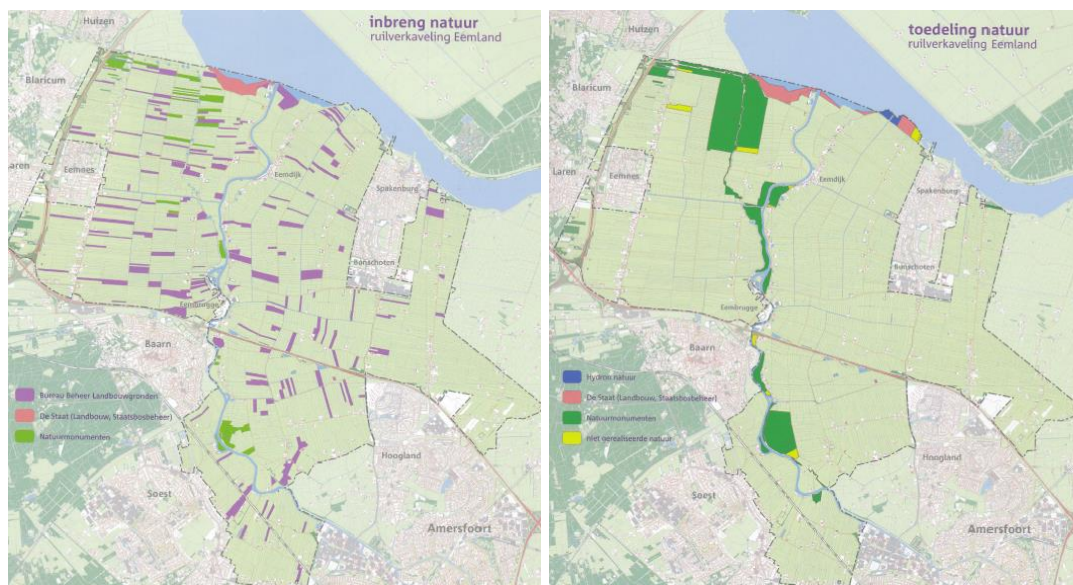 inbreng natuur
ruilverkaveling Eemland
Huizen
Blaricum
Laren
Eemnes
Eemdijk
Spakenburg
Bunschoten
Eembrugge
Baarn
Bureau Beheer Landbouwgronden
De Staat (Landbouw, Staatsbosbeheer)
Natuurmonumenten
Hoogland
Soest
Amersfoort
toedeling natuur
ruilverkaveling Eemland
Huizen
Blaricum
Laren
Eemnes
Eemdijk
Spakenburg
Bunschoten
Eembrugge
Baarn
Hydron natuur
De Staat (Landbouw, Staatsbosbeheer)
Natuurmonumenten
niet gerealiseerde natuur
Hoogland
Soest
Amersfoort